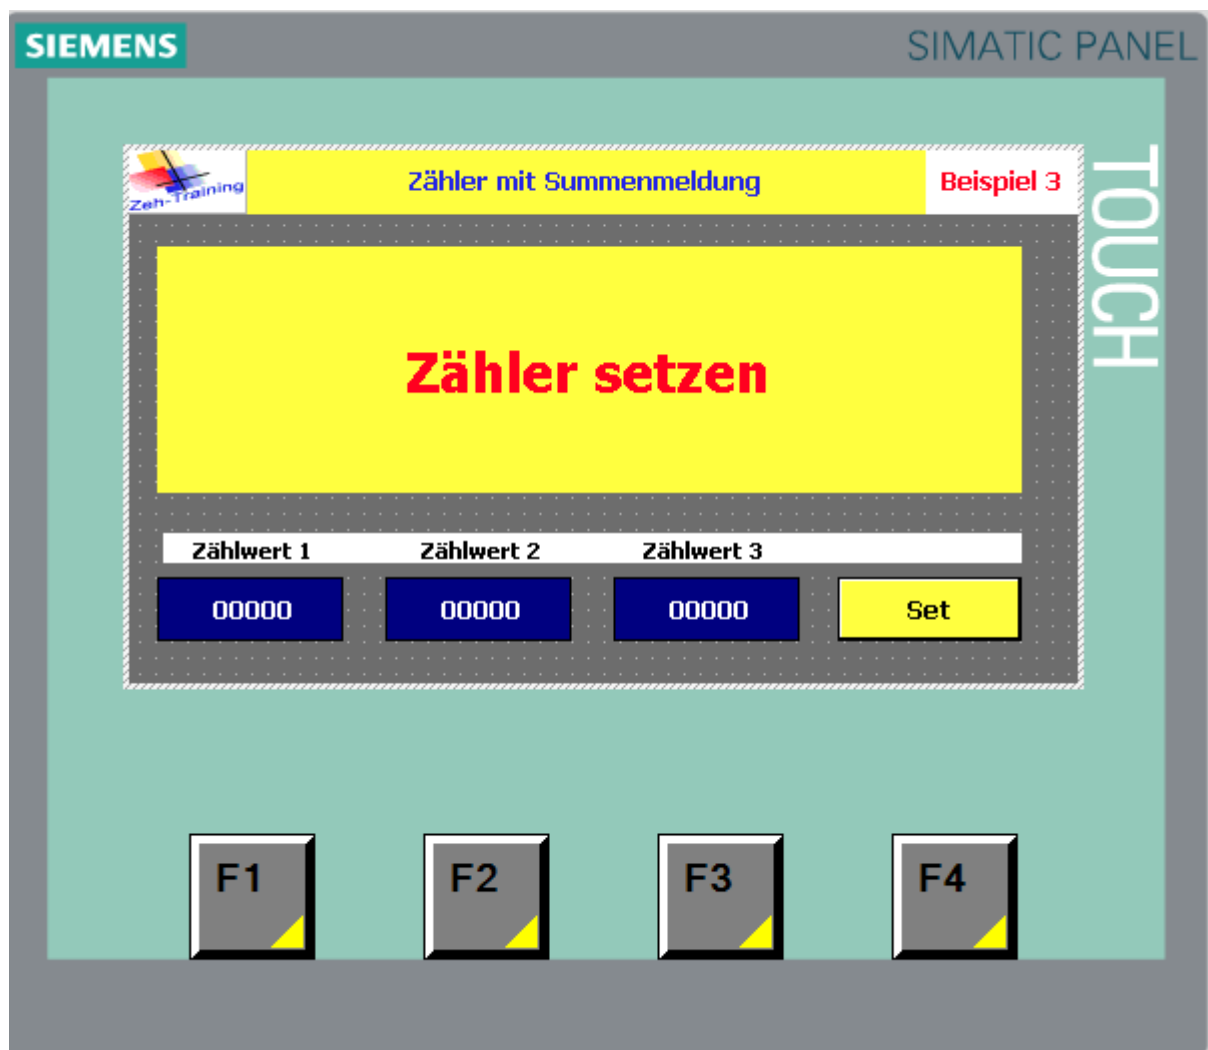 SIEMENS
SIMATIC PANEL
TOUCH
Zeh-Training
Zähler mit Summenmeldung
Beispiel 3
Zähler setzen
Zählwert 1
Zählwert 2
Zählwert 3
00000
00000
00000
Set
F1
F2
F3
F4